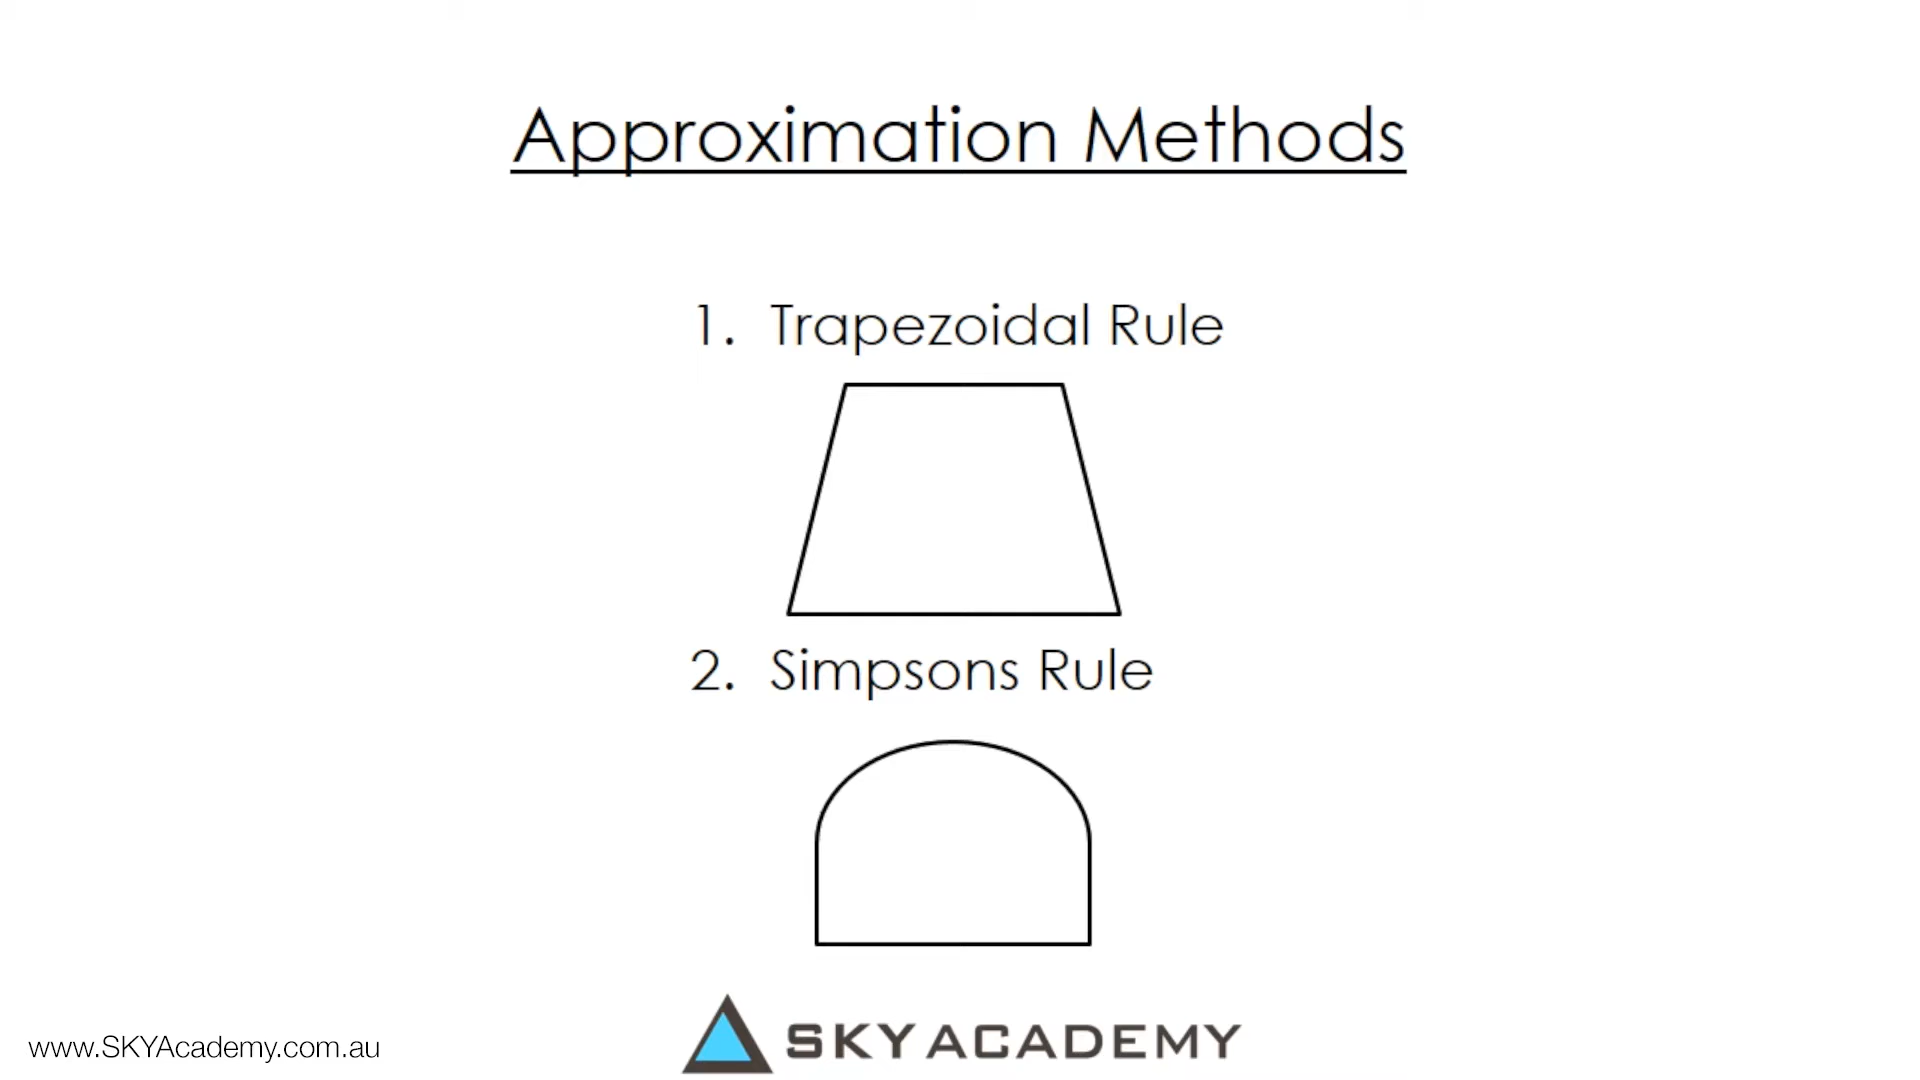 Approximation Methods
1. Trapezoidal Rule
2. Simpsons Rule
www.SKYAcademy.com.au
SKY ACADEMY